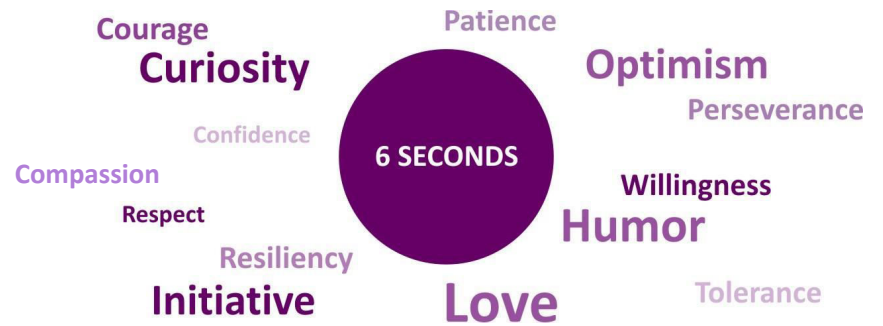 Patience
Courage
Curiosity
Optimism
Perseverance
Confidence
6 SECONDS
Compassion
Willingness
Respect
Humor
Resiliency
Initiative
Love
Tolerance